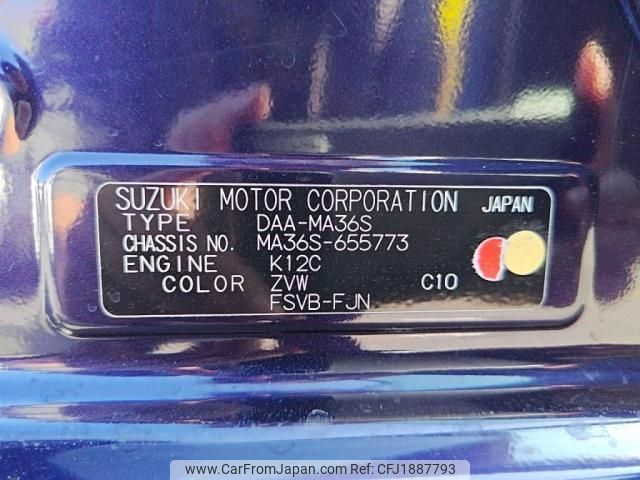 SUZUKI MOTOR CORPORATION JAPAN
TYPE DAA-MA36S
CHASSIS NO. MA36S-655773
ENGINE K12C
COLOR ZVW C10
FSVB-FJN
www.CarFromJapan.com Ref:CFJ1887793